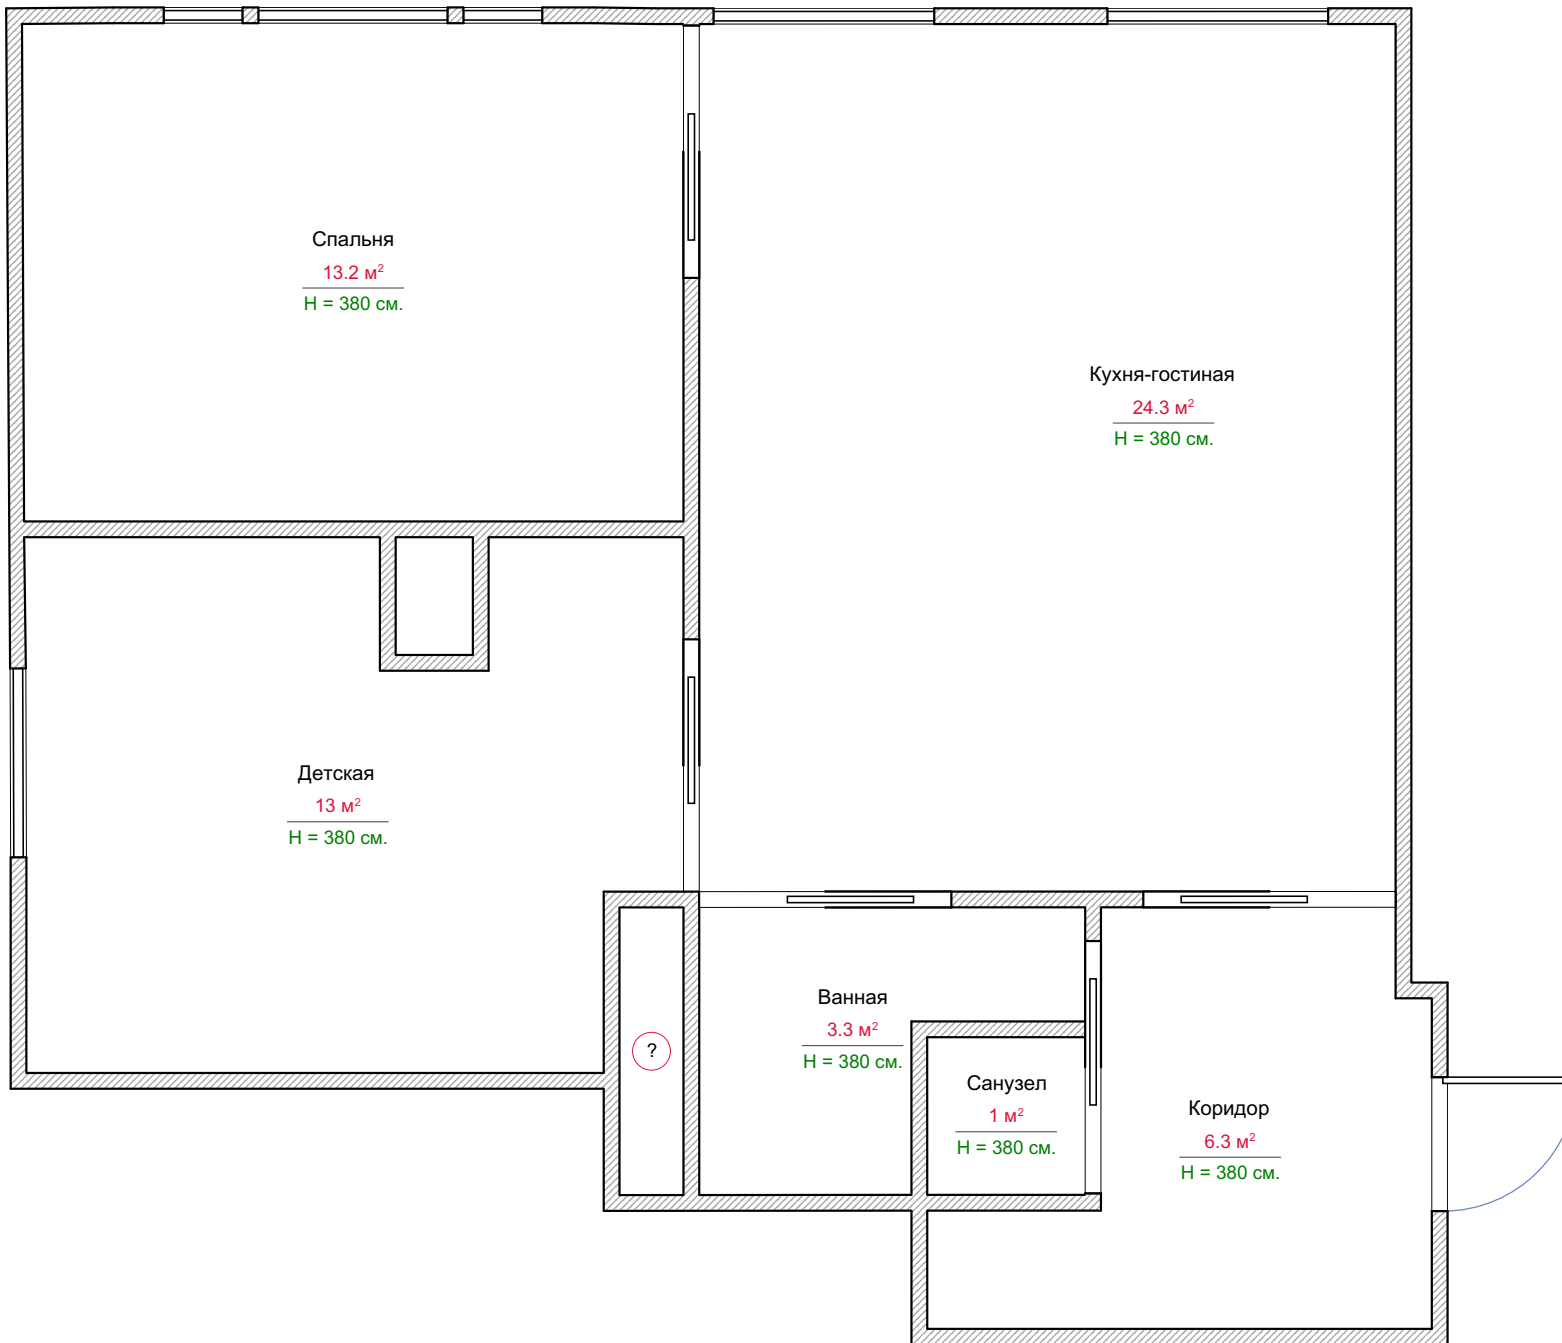 Спальня
13.2 м²
H = 380 см.
Кухня-гостиная
24.3 м²
H = 380 см.
Детская
13 м²
H = 380 см.
Ванная
3.3 м²
H = 380 см.
?
Санузел
1 м²
H = 380 см.
Коридор
6.3 м²
H = 380 см.